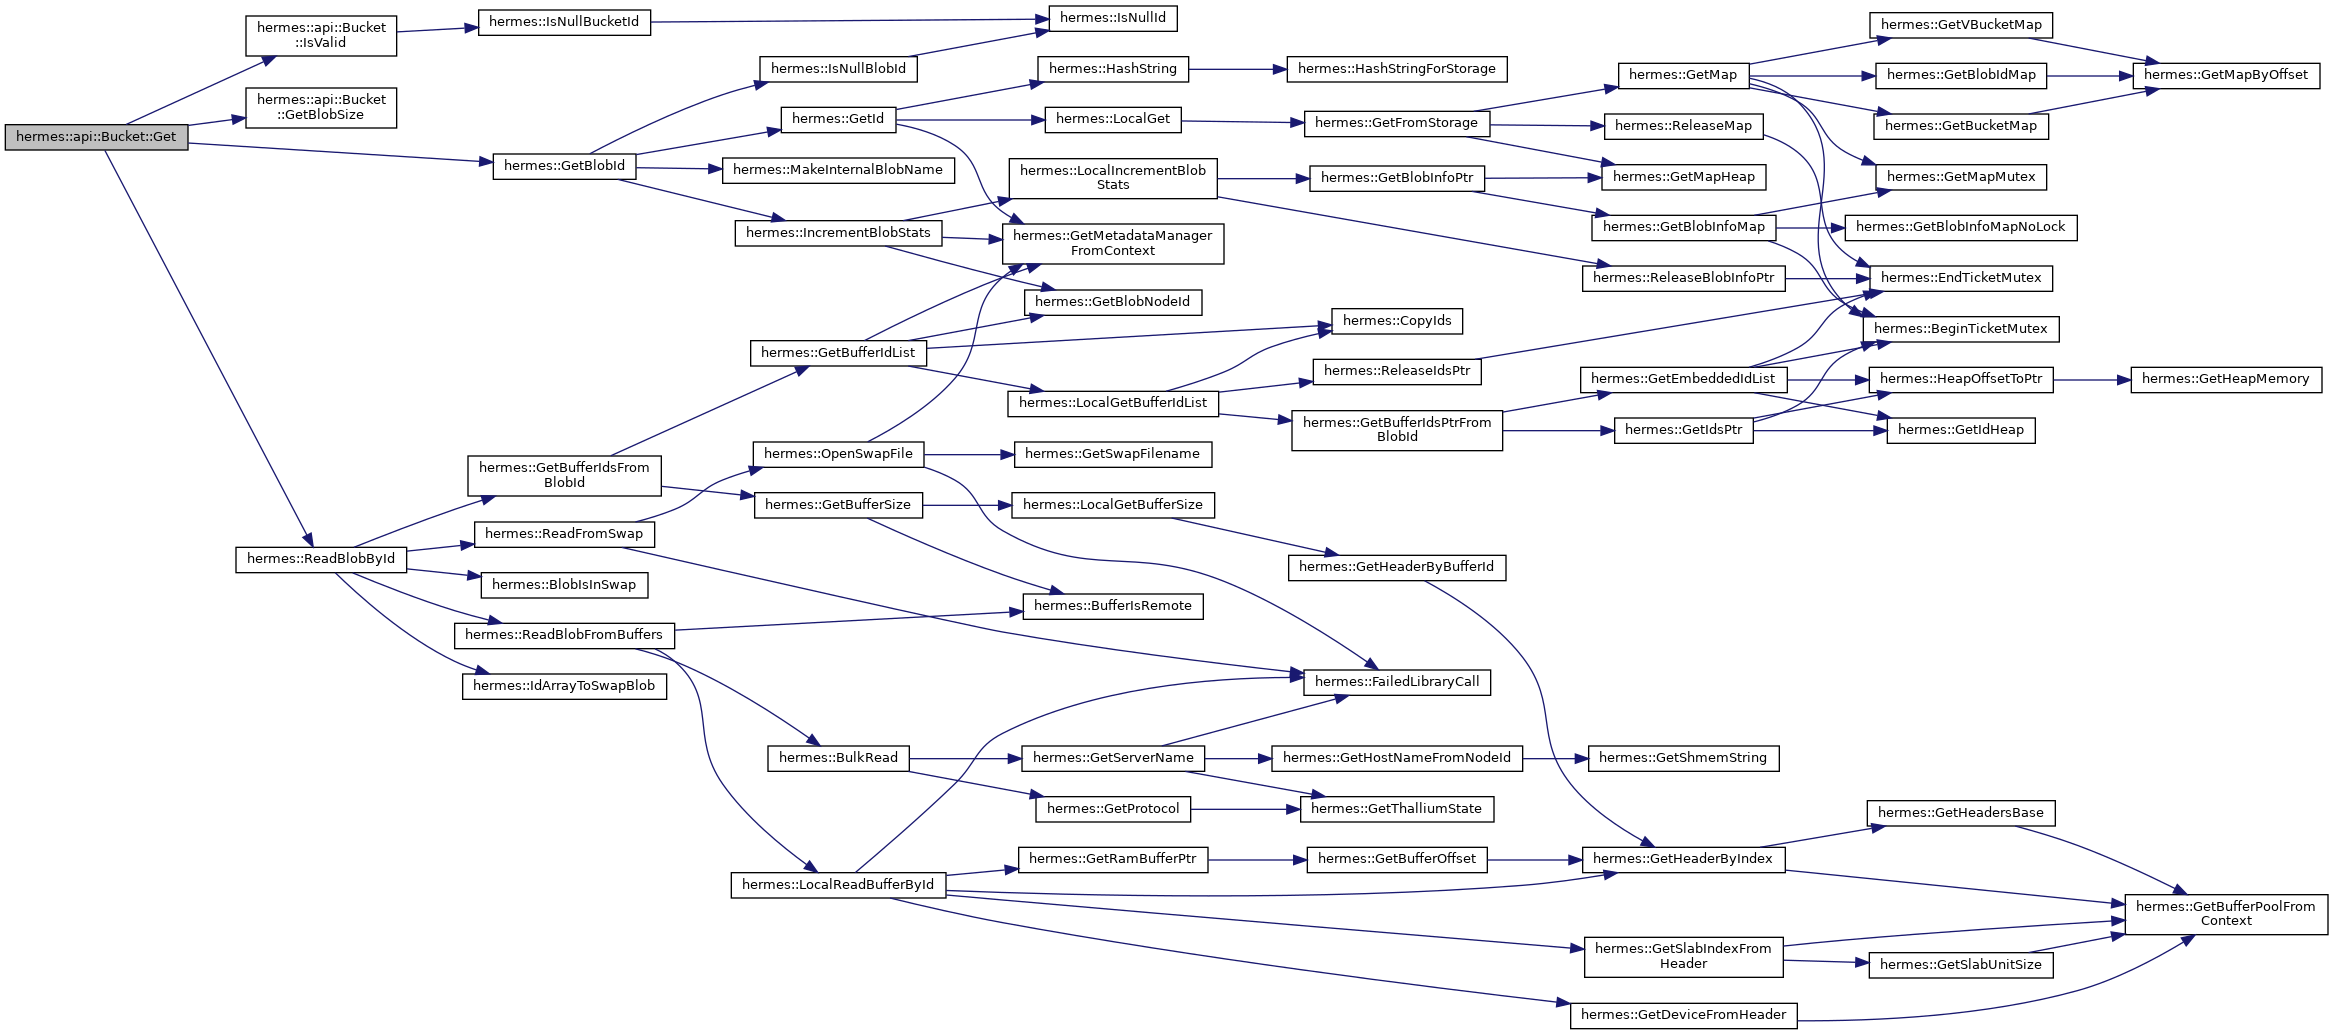 hermes::api::Bucket::Get
hermes::api::Bucket
::IsValid
hermes::api::Bucket
::GetBlobSize
hermes::ReadBlobById
hermes::IsNullBucketId
hermes::GetBlobId
hermes::GetBufferIdsFrom
BlobId
hermes::ReadFromSwap
hermes::BlobIsInSwap
hermes::ReadBlobFromBuffers
hermes::IdArrayToSwapBlob
hermes::IsNullBlobId
hermes::GetId
hermes::MakeInternalBlobName
hermes::IncrementBlobStats
hermes::GetBufferIdList
hermes::OpenSwapFile
hermes::GetBufferSize
hermes::BulkRead
hermes::LocalReadBufferById
hermes::IsNullId
hermes::HashString
hermes::LocalGet
hermes::LocalIncrementBlob
Stats
hermes::GetMetadataManager
FromContext
hermes::GetBlobNodeId
hermes::LocalGetBufferIdList
hermes::GetSwapFilename
hermes::LocalGetBufferSize
hermes::BufferIsRemote
hermes::GetServerName
hermes::GetProtocol
hermes::GetRamBufferPtr
hermes::HashStringForStorage
hermes::GetFromStorage
hermes::GetBlobInfoPtr
hermes::CopyIds
hermes::ReleaseIdsPtr
hermes::GetBufferIdsPtrFrom
BlobId
hermes::GetHeaderByBufferId
hermes::FailedLibraryCall
hermes::GetHostNameFromNodeId
hermes::GetThalliumState
hermes::GetBufferOffset
hermes::GetMap
hermes::ReleaseMap
hermes::GetMapHeap
hermes::GetBlobInfoMap
hermes::ReleaseBlobInfoPtr
hermes::GetEmbeddedIdList
hermes::GetIdsPtr
hermes::GetShmemString
hermes::GetHeaderByIndex
hermes::GetSlabIndexFrom
Header
hermes::GetDeviceFromHeader
hermes::GetVBucketMap
hermes::GetBlobIdMap
hermes::GetBucketMap
hermes::GetMapMutex
hermes::GetBlobInfoMapNoLock
hermes::EndTicketMutex
hermes::BeginTicketMutex
hermes::HeapOffsetToPtr
hermes::GetIdHeap
hermes::GetHeadersBase
hermes::GetSlabUnitSize
hermes::GetMapByOffset
hermes::GetHeapMemory
hermes::GetBufferPoolFrom
Context